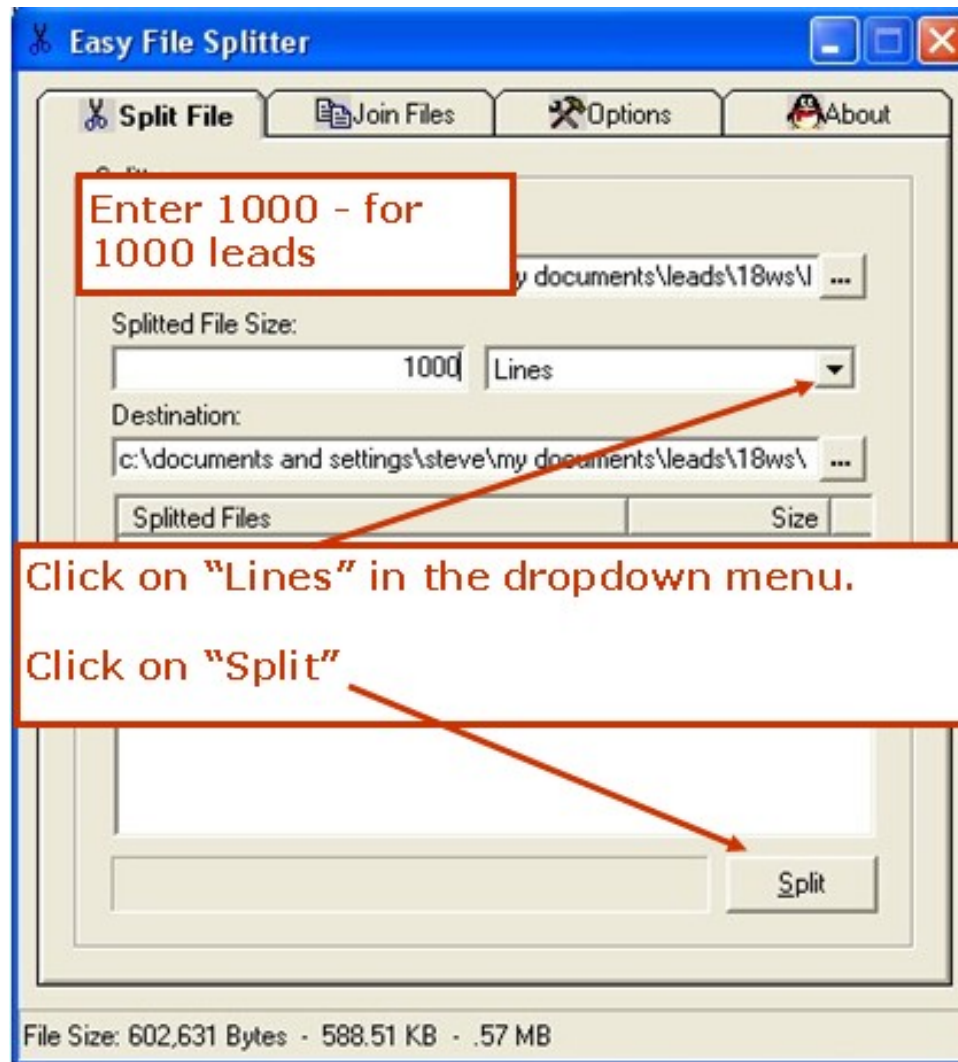 Easy File Splitter
Split File
Join Files
Options
About
Enter 1000 - for
1000 leads
my documents\leads\18ws\l
...
Splitted File Size:
1000
Lines
Destination:
c:\documents and settings\steve\my documents\leads\18ws\
...
Splitted Files
Size
Click on “Lines” in the dropdown menu.
Click on “Split”
Split
File Size: 602,631 Bytes - 588.51 KB - .57 MB